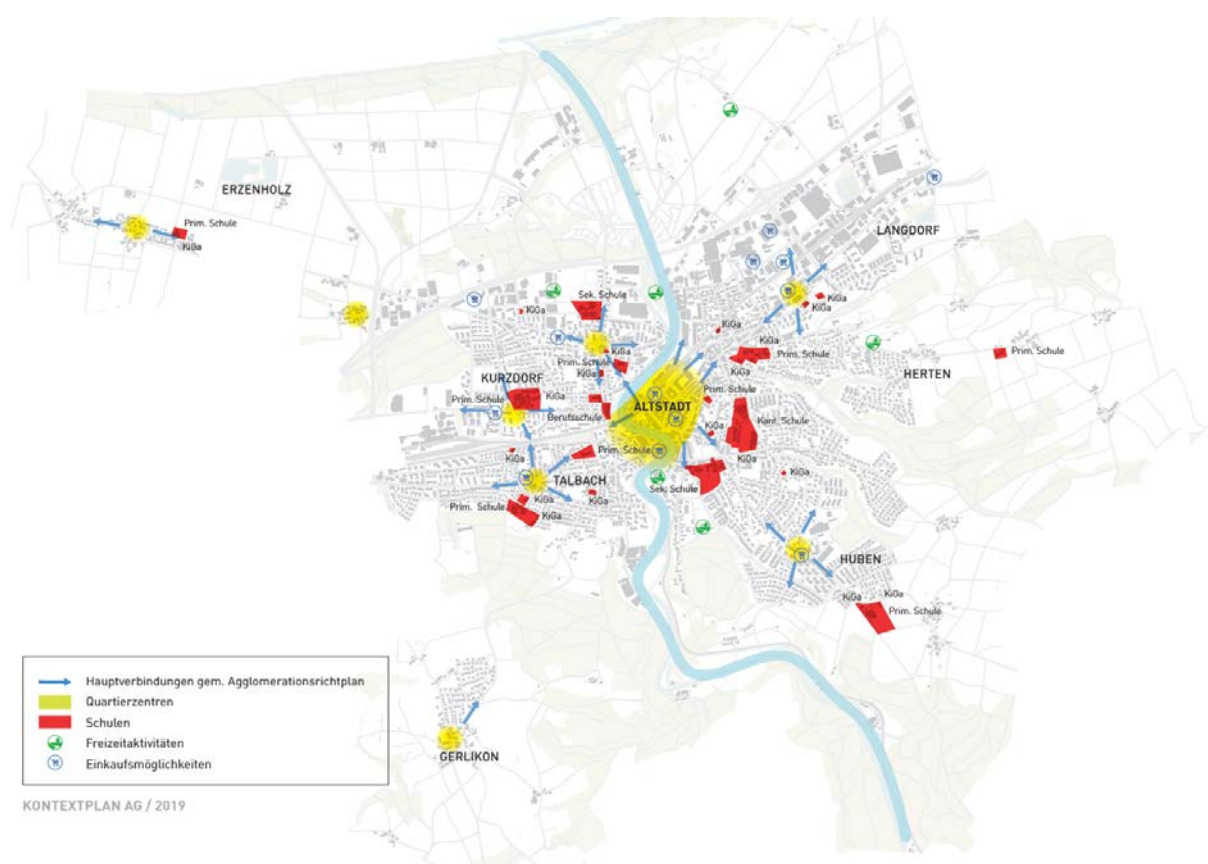 ERZENHOLZ
Prim. Schule
KiGa
LANGDORF
Sek. Schule
KiGa
KiGa
KiGa
KiGa
KiGa
Prim. Schule
KiGa
Prim. Schule
KiGa
Prim. Schule
HERTEN
KURZDORF
KiGa
Prim. Schule
KiGa
Prim. Schule
Berufsschule
ALTSTADT
Kant. Schule
KiGa
KiGa
Prim. Schule
KiGa
TALBACH
Sek. Schule
KiGa
Prim. Schule
KiGa
KiGa
KiGa
HUBEN
KiGa
KiGa
Prim. Schule
GERLIKON
Hauptverbindungen gem. Agglomerationsrichtplan
Quartierzentren
Schulen
Freizeitaktivitäten
Einkaufsmöglichkeiten
KONTEXTPLAN AG / 2019